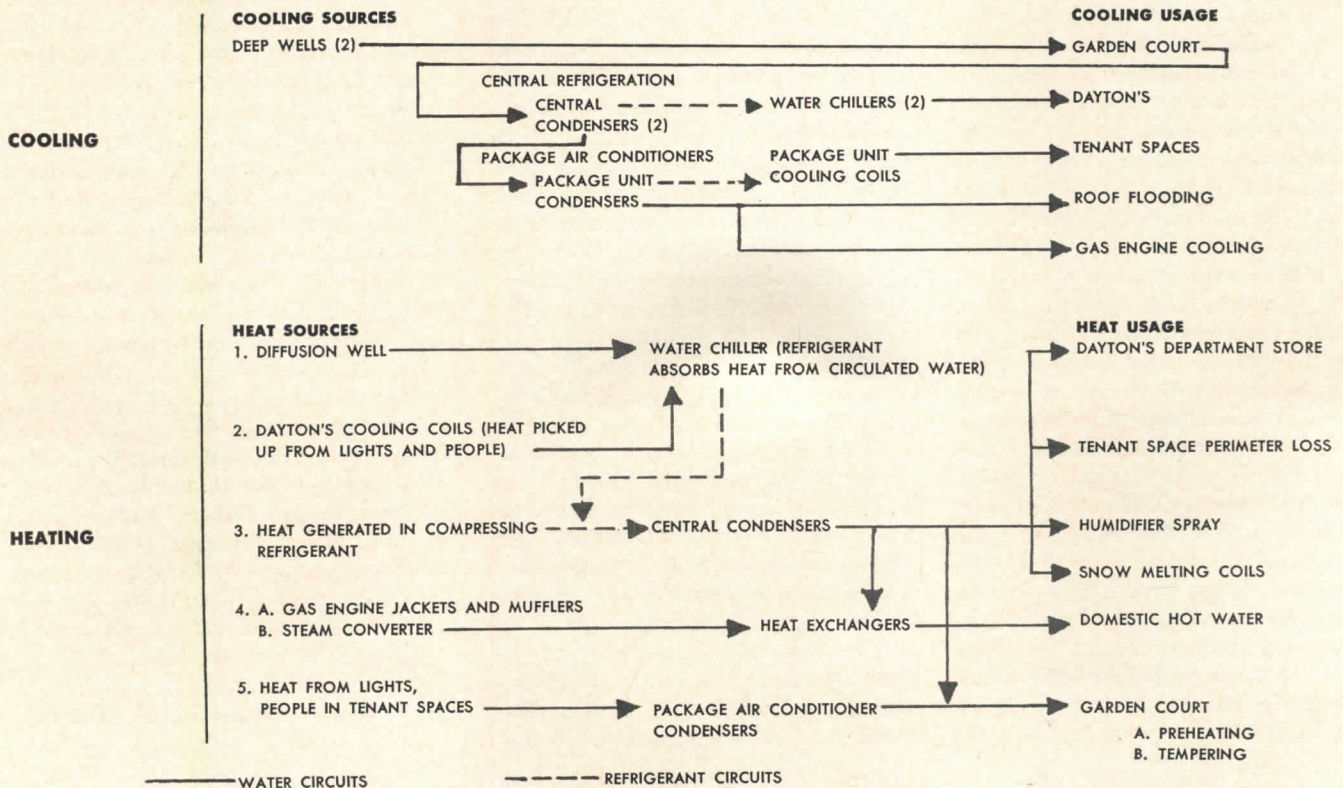 COOLING SOURCES
COOLING USAGE
DEEP WELLS (2)
GARDEN COURT
CENTRAL REFRIGERATION
CENTRAL
CONDENSERS (2)
WATER CHILLERS (2)
DAYTON'S
COOLING
PACKAGE AIR CONDITIONERS
PACKAGE UNIT
CONDENSERS
PACKAGE UNIT
COOLING COILS
TENANT SPACES
ROOF FLOODING
GAS ENGINE COOLING
HEAT SOURCES
HEAT USAGE
1. DIFFUSION WELL
WATER CHILLER (REFRIGERANT
ABSORBS HEAT FROM CIRCULATED WATER)
DAYTON'S DEPARTMENT STORE
2. DAYTON'S COOLING COILS (HEAT PICKED
UP FROM LIGHTS AND PEOPLE)
TENANT SPACE PERIMETER LOSS
HEATING
3. HEAT GENERATED IN COMPRESSING
REFRIGERANT
CENTRAL CONDENSERS
HUMIDIFIER SPRAY
SNOW MELTING COILS
4. A. GAS ENGINE JACKETS AND MUFFLERS
B. STEAM CONVERTER
HEAT EXCHANGERS
DOMESTIC HOT WATER
5. HEAT FROM LIGHTS,
PEOPLE IN TENANT SPACES
PACKAGE AIR CONDITIONER
CONDENSERS
GARDEN COURT
A. PREHEATING
B. TEMPERING
WATER CIRCUITS
REFRIGERANT CIRCUITS